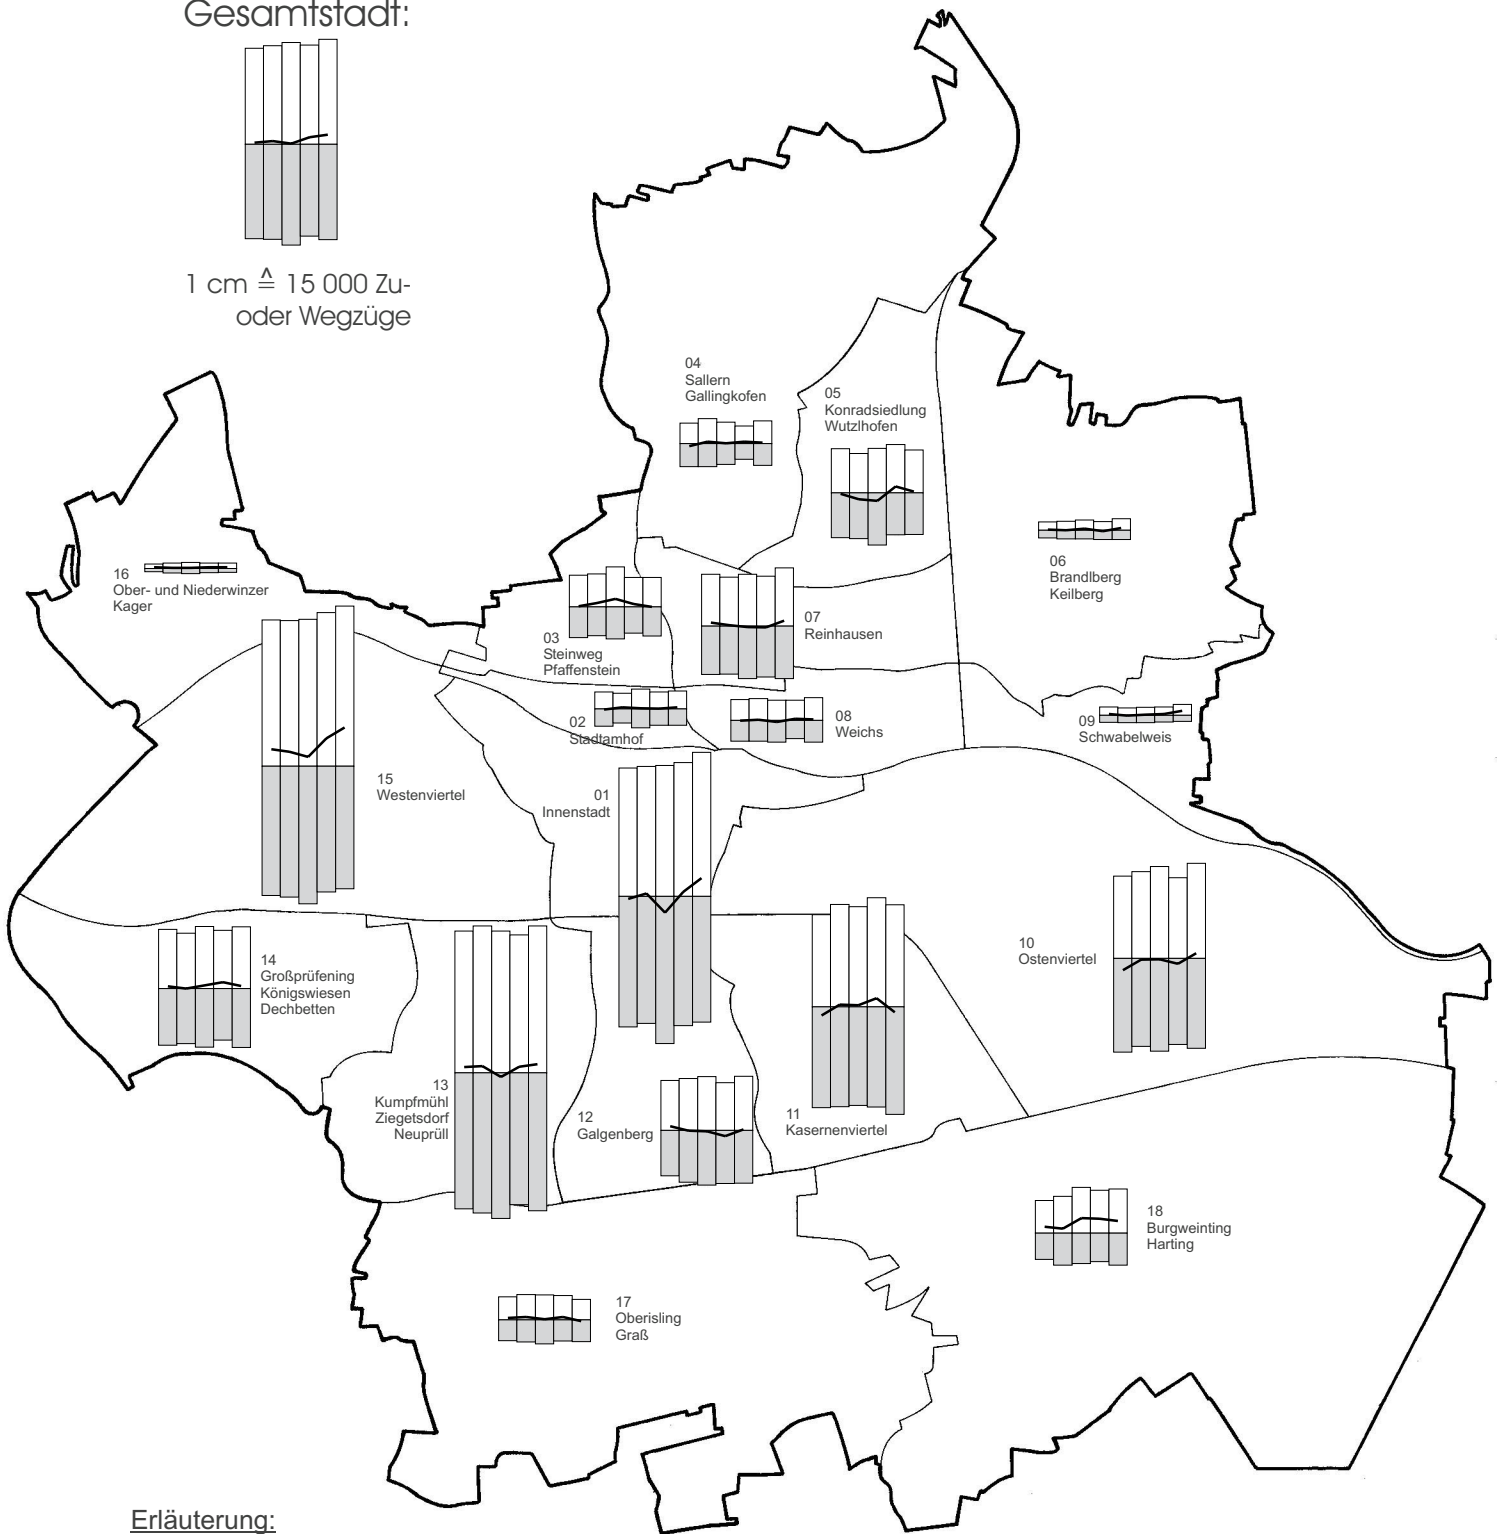 Gesamtstadt:
1 cm ≙ 15 000 Zu-
oder Wegzüge
04
Sallern
Gallingkofen
05
Konradsiedlung
Wutzlhofen
06
Brandlberg
Keilberg
16
Ober- und Niederwinzer
Kager
03
Steinweg
Pfaffenstein
07
Reinhausen
02
Stadtamhof
08
Weichs
09
Schwabelweis
15
Westenviertel
01
Innenstadt
14
Großprüfening
Königswiesen
Dechbetten
10
Ostenviertel
13
Kumpfmühl
Ziegetsdorf
Neuprüll
12
Galgenberg
11
Kasernenviertel
18
Burgweinting
Harting
17
Oberisling
Graß
Erläuterung: